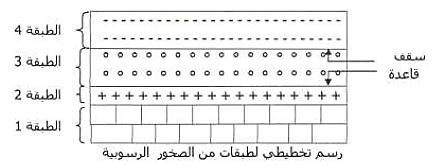 الطبقة 4
الطبقة 3
سقف
قاعدة
الطبقة 2
الطبقة 1
رسم تخطيطي لطبقات من الصخور الرسوبية